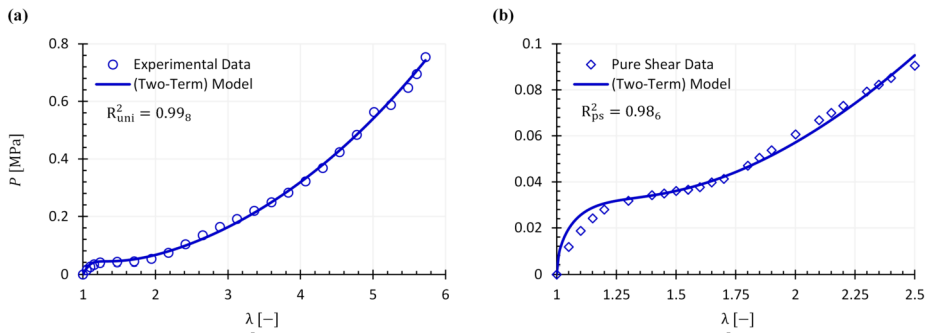 (a)
0.8
0.6
0.4
0.2
0
P [MPa]
Experimental Data
(Two-Term) Model
R²uni = 0.99₈
1 2 3 4 5 6
λ [−]
(b)
0.1
0.08
0.06
0.04
0.02
0
Pure Shear Data
(Two-Term) Model
R²ps = 0.98₆
1 1.25 1.5 1.75 2 2.25 2.5
λ [−]